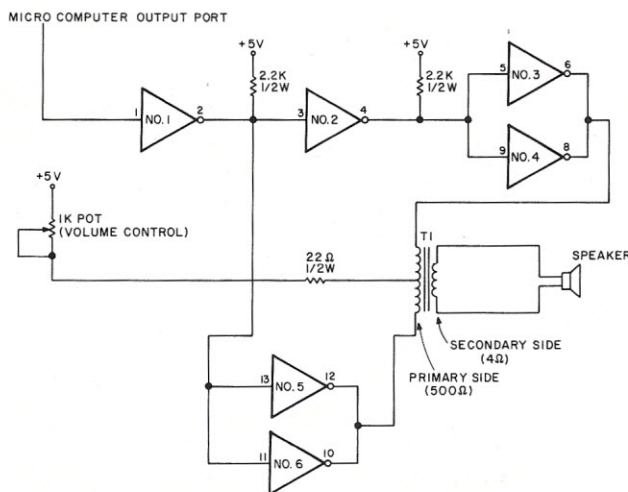 MICRO COMPUTER OUTPUT PORT
+5V
2.2K
1/2W
+5V
2.2K
1/2W
1
NO. 1
2
3
NO. 2
4
5
NO. 3
6
9
NO. 4
8
+5V
1K POT
(VOLUME CONTROL)
22Ω
1/2W
T1
SPEAKER
SECONDARY SIDE
(4Ω)
PRIMARY SIDE
(500Ω)
13
NO. 5
12
11
NO. 6
10